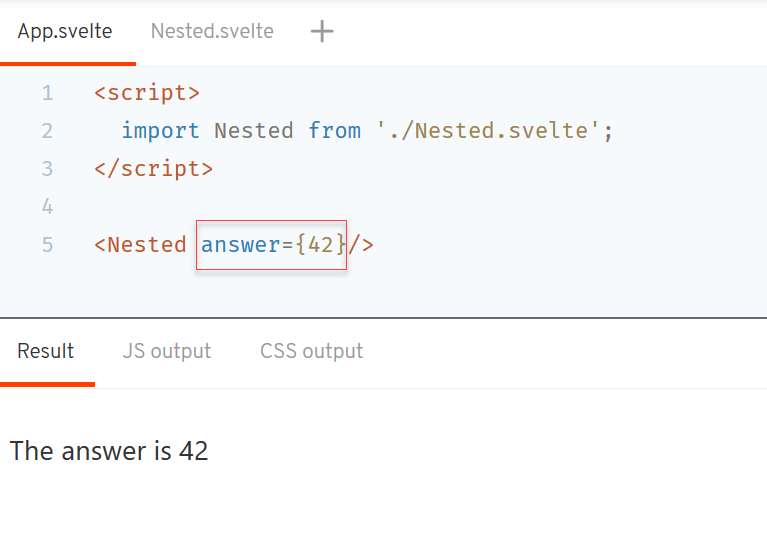 App.svelte Nested.svelte +
1 <script>
2 import Nested from './Nested.svelte';
3 </script>
4
5 <Nested answer={42}/>
Result JS output CSS output
The answer is 42